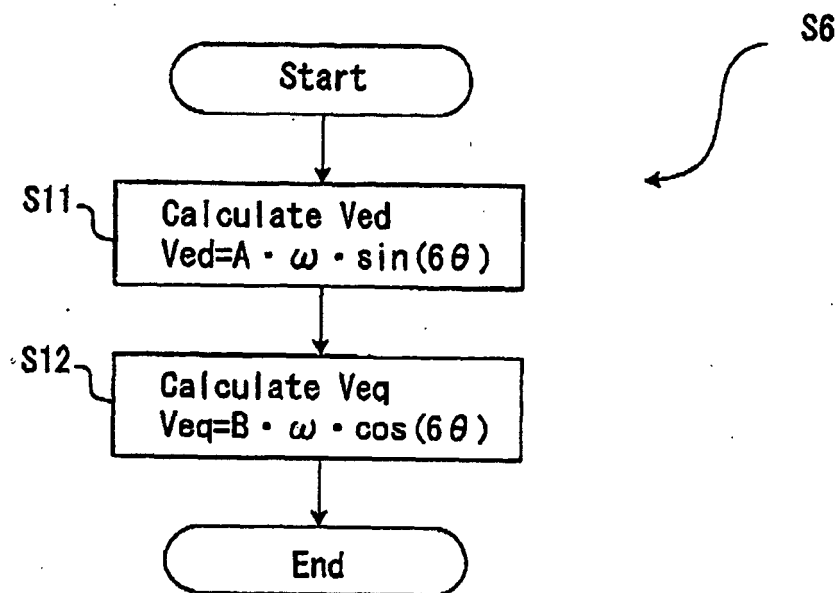 S6
Start
S11
Calculate Ved
Ved=A・ω・sin(6θ)
S12
Calculate Veq
Veq=B・ω・cos(6θ)
End